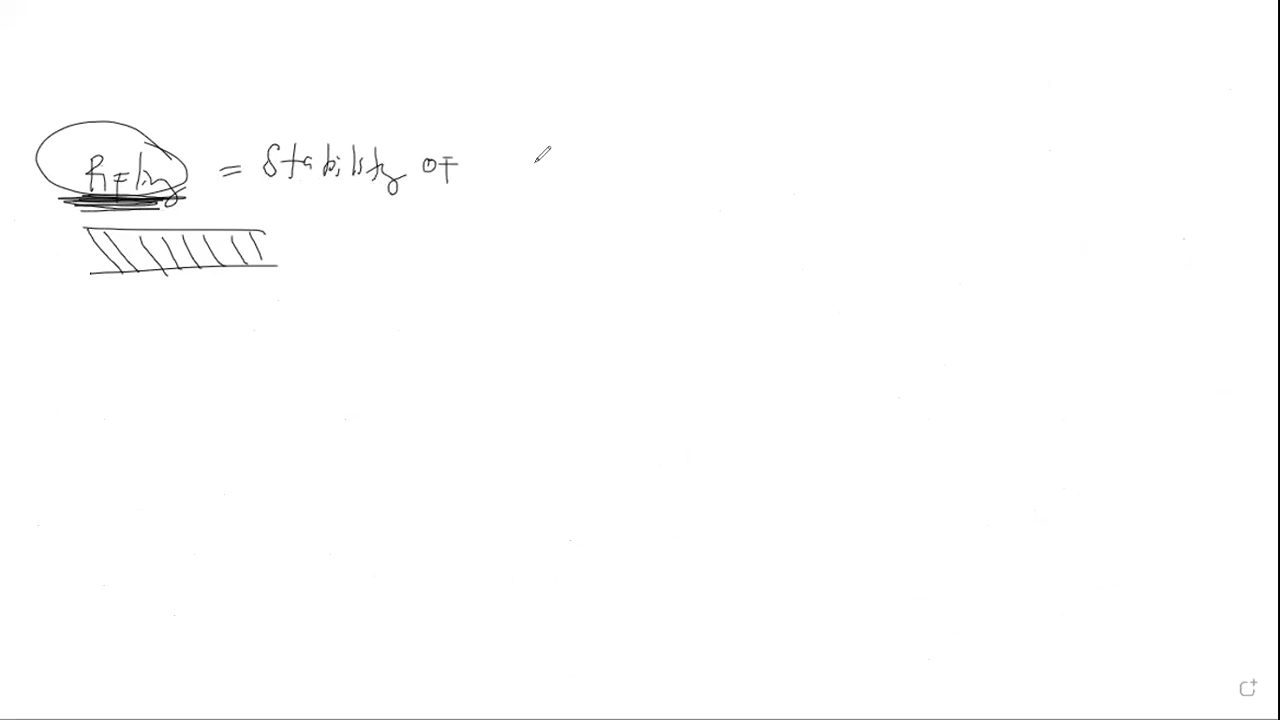 = Stability of